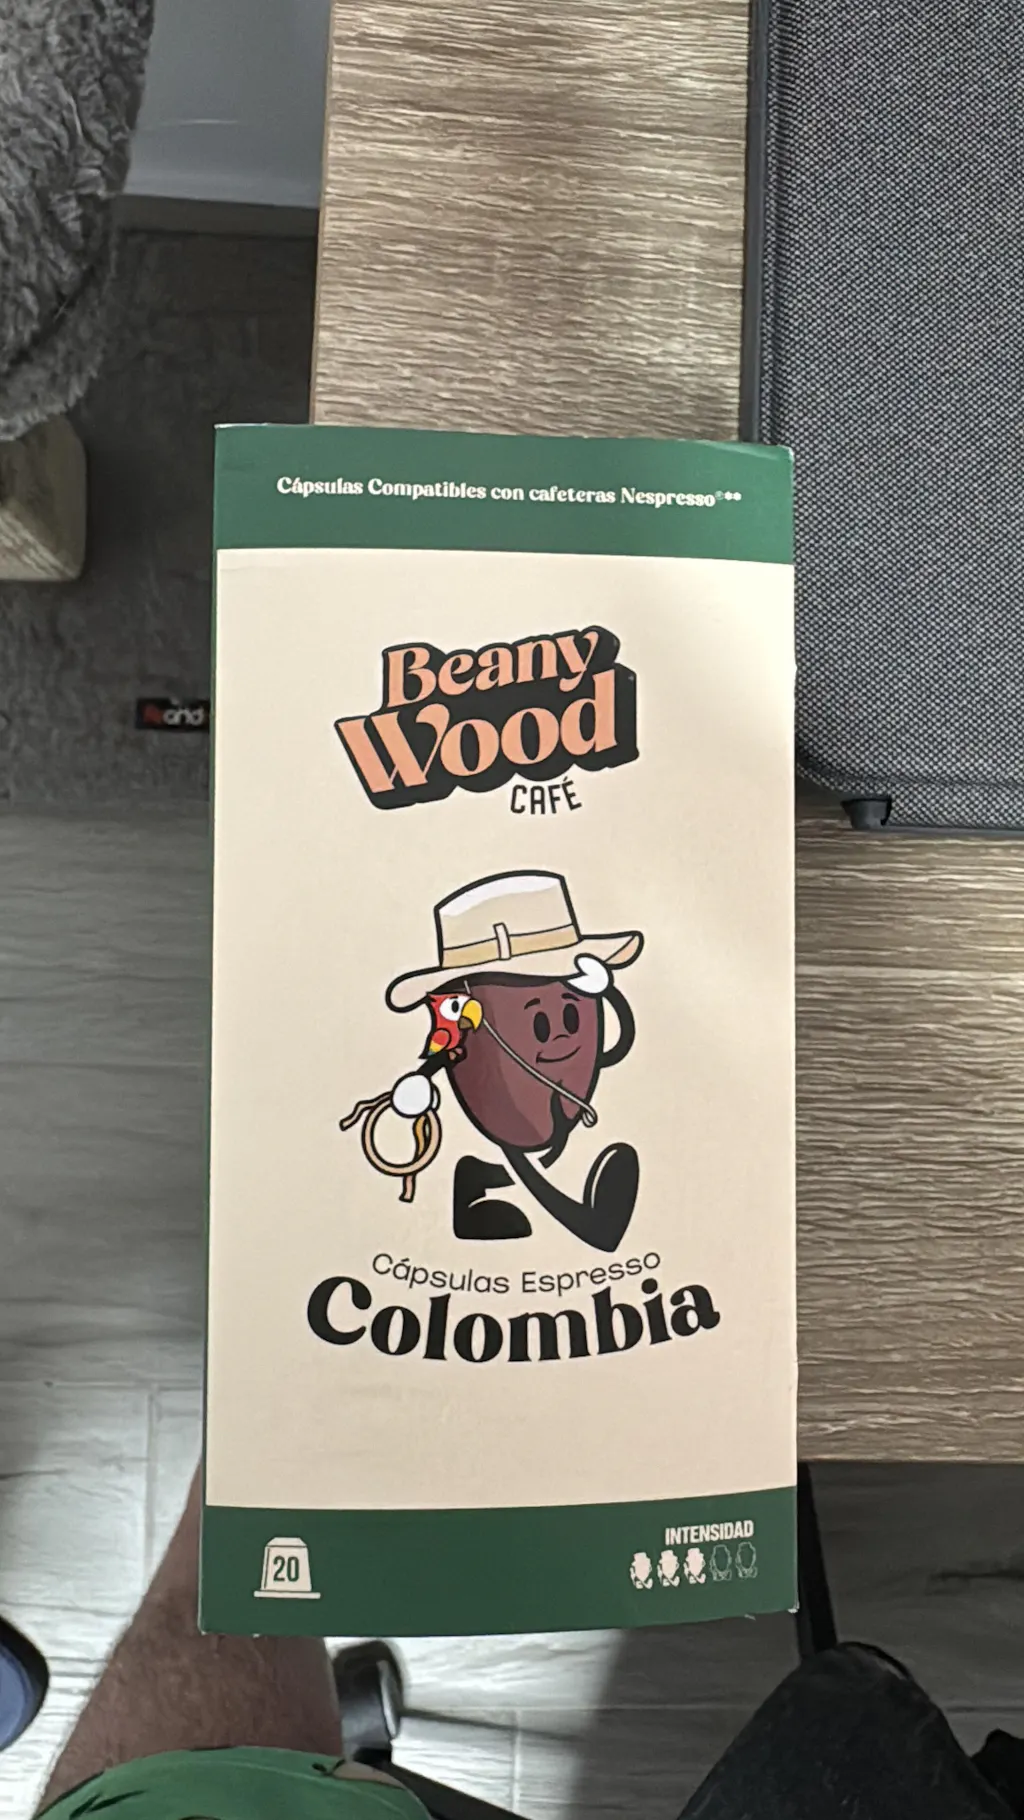 Cápsulas Compatibles con cafeteras Nespresso®**
Beany
Wood
CAFÉ
Cápsulas Espresso
Colombia
20
INTENSIDAD